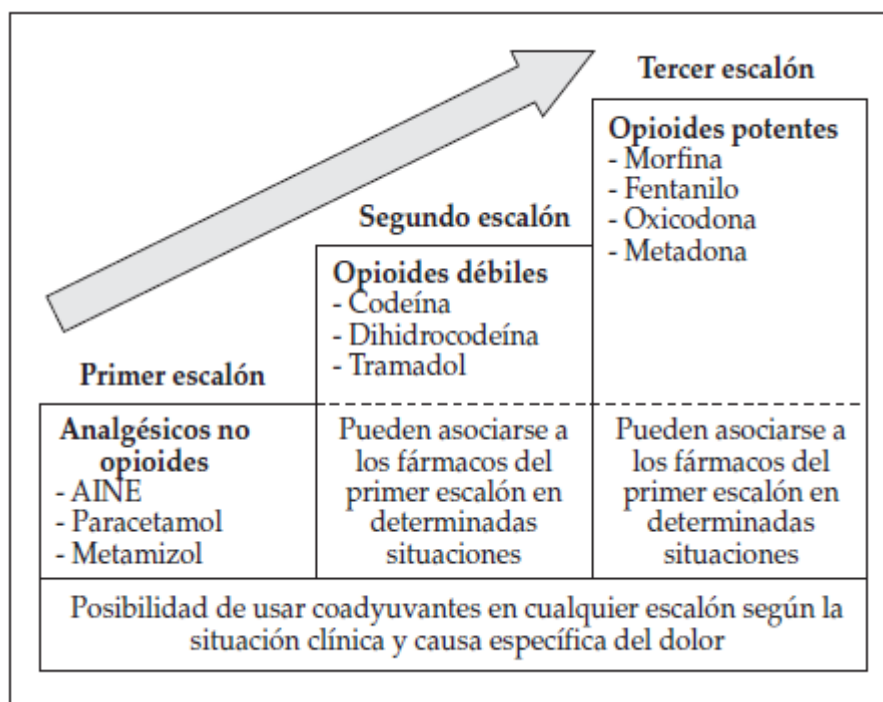 Primer escalón
Analgésicos no
opioides
- AINE
- Paracetamol
- Metamizol
Segundo escalón
Opioides débiles
- Codeína
- Dihidrocodeína
- Tramadol
Pueden asociarse a
los fármacos del
primer escalón en
determinadas
situaciones
Tercer escalón
Opioides potentes
- Morfina
- Fentanilo
- Oxicodona
- Metadona
Pueden asociarse a
los fármacos del
primer escalón en
determinadas
situaciones
Posibilidad de usar coadyuvantes en cualquier escalón según la
situación clínica y causa específica del dolor